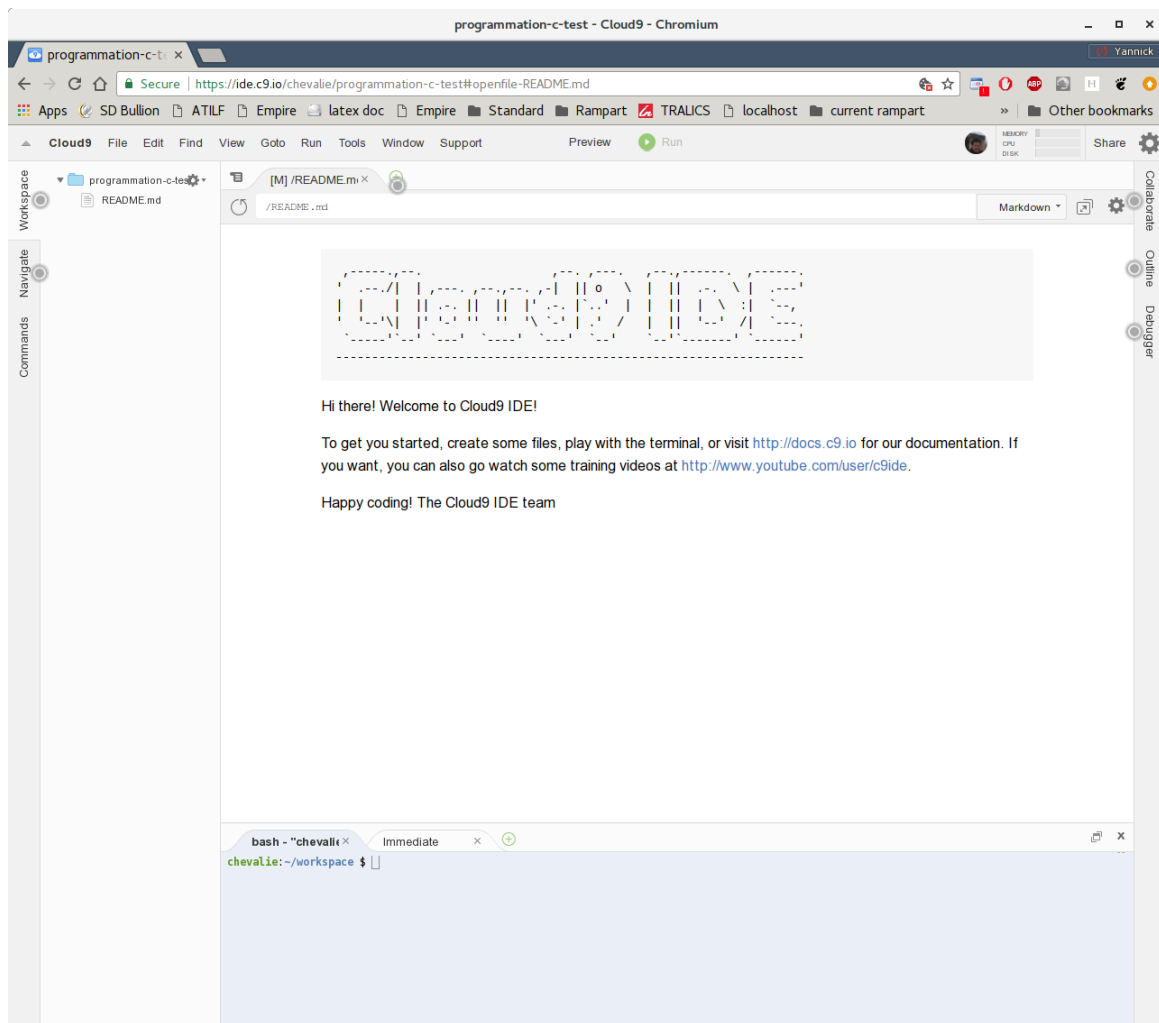 programmation-c-test - Cloud9 - Chromium
programmation-c-t
Yannick
Secure | https://ide.c9.io/chevalie/programmation-c-test#openfile-README.md
ABP
H
Apps SD Bullion ATILF Empire latex doc Empire Standard Rampart TRALICS localhost current rampart » Other bookmarks
Cloud9 File Edit Find View Goto Run Tools Window Support Preview Run
MEMORY
CPU
DISK
Share
Workspace
Navigate
Commands
programmation-c-tes
README.md
[M] /README.m
/README.md
Markdown
Cloud9 IDE
Hi there! Welcome to Cloud9 IDE!
To get you started, create some files, play with the terminal, or visit http://docs.c9.io for our documentation. If
you want, you can also go watch some training videos at http://www.youtube.com/user/c9ide.
Happy coding! The Cloud9 IDE team
Collaborate
Outline
Debugger
bash - "chevalie
Immediate
chevalie:~/workspace $